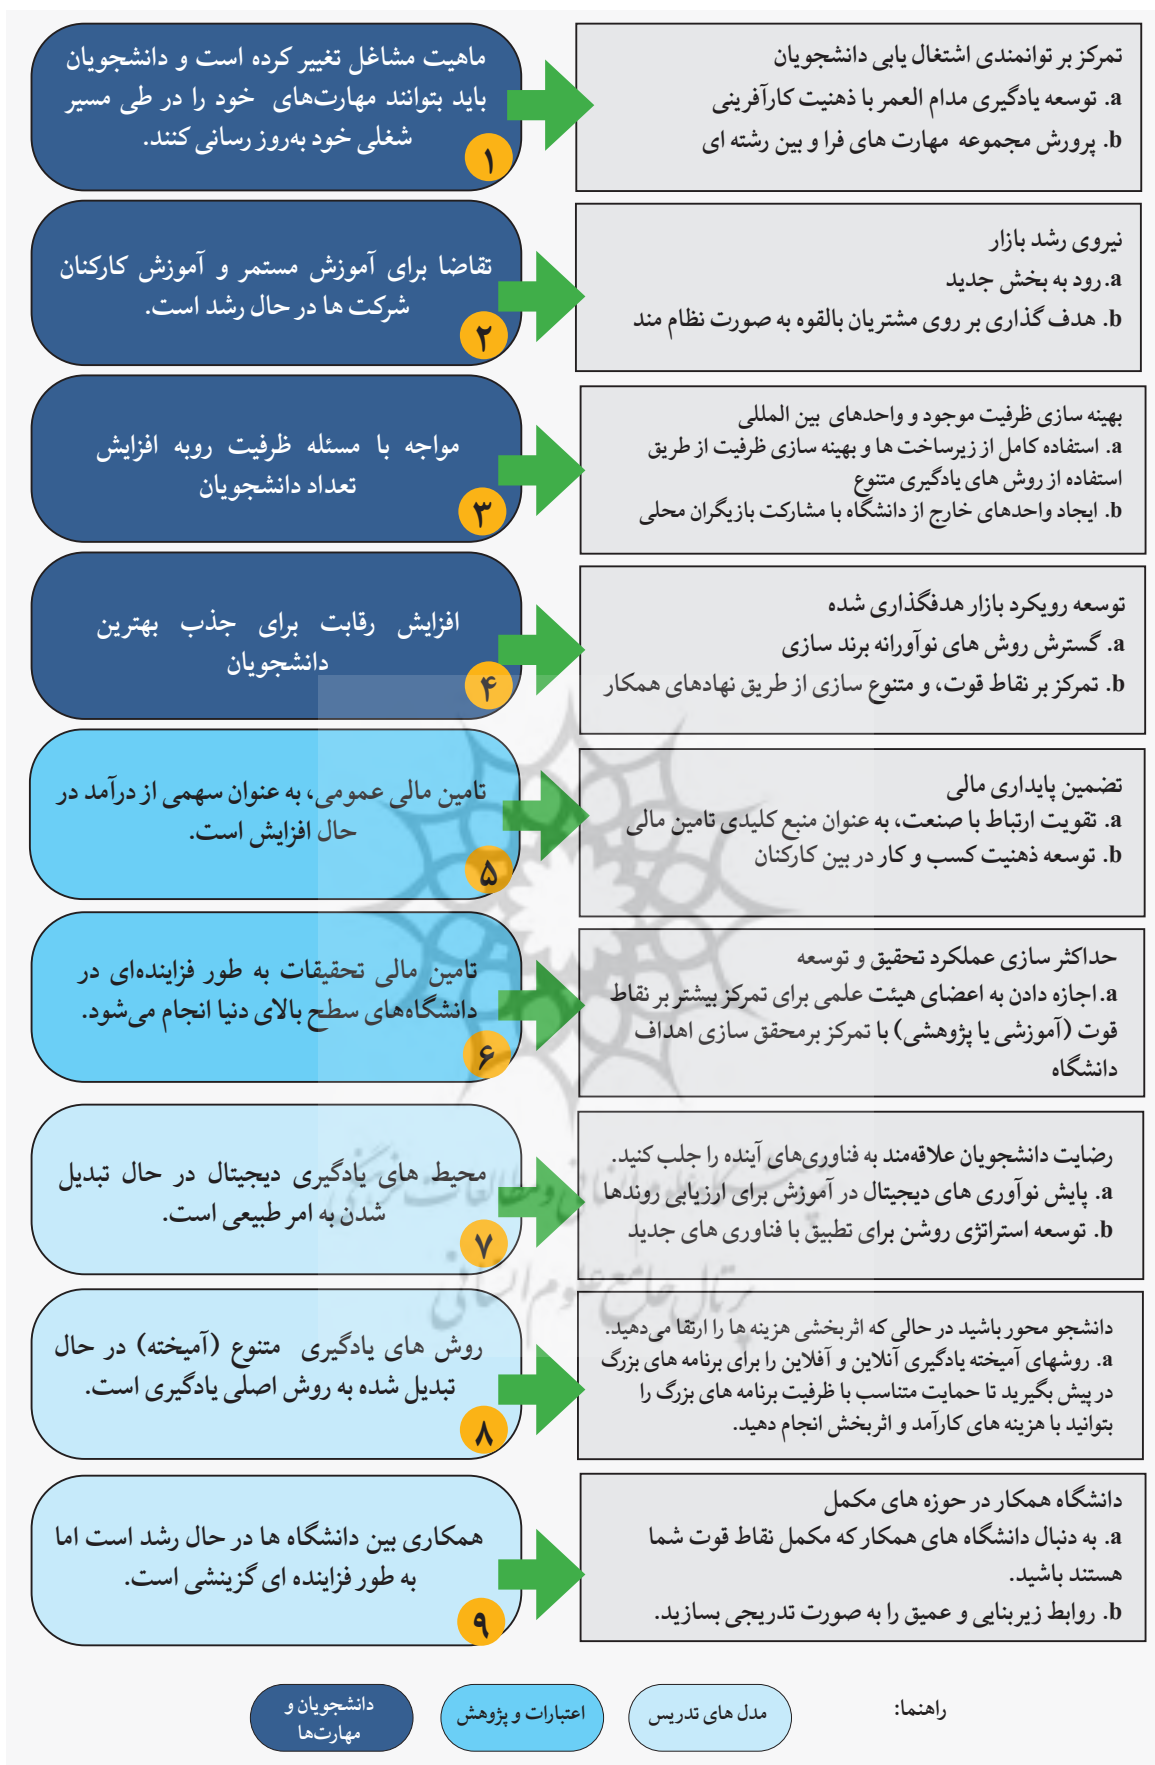 ماهیت مشاغل تغییر کرده است و دانشجویان
باید بتوانند مهارت‌های خود را در طی مسیر
شغلی خود به‌روز رسانی کنند.
۱
تمرکز بر توانمندی اشتغال یابی دانشجویان
a. توسعه یادگیری مدام العمر با ذهنیت کارآفرینی
b. پرورش مجموعه مهارت های فرا و بین رشته ای
تقاضا برای آموزش مستمر و آموزش کارکنان
شرکت ها در حال رشد است.
۲
نیروی رشد بازار
a. رود به بخش جدید
b. هدف گذاری بر روی مشتریان بالقوه به صورت نظام مند
مواجه با مسئله ظرفیت روبه افزایش
تعداد دانشجویان
۳
بهینه سازی ظرفیت موجود و واحدهای بین المللی
a. استفاده کامل از زیرساخت ها و بهینه سازی ظرفیت از طریق
استفاده از روش های یادگیری متنوع
b. ایجاد واحدهای خارج از دانشگاه با مشارکت بازیگران محلی
افزایش رقابت برای جذب بهترین
دانشجویان
۴
توسعه رویکرد بازار هدفگذاری شده
a. گسترش روش های نوآورانه برند سازی
b. تمرکز بر نقاط قوت، و متنوع سازی از طریق نهادهای همکار
تامین مالی عمومی، به عنوان سهمی از درآمد در
حال افزایش است.
۵
تضمین پایداری مالی
a. تقویت ارتباط با صنعت، به عنوان منبع کلیدی تامین مالی
b. توسعه ذهنیت کسب و کار در بین کارکنان
تامین مالی تحقیقات به طور فزاینده‌ای در
دانشگاه‌های سطح بالای دنیا انجام می‌شود.
۶
حداکثر سازی عملکرد تحقیق و توسعه
a. اجازه دادن به اعضای هیئت علمی برای تمرکز بیشتر بر نقاط
قوت (آموزشی یا پژوهشی) با تمرکز برمحقق سازی اهداف
دانشگاه
محیط های یادگیری دیجیتال در حال تبدیل
شدن به امر طبیعی است.
۷
رضایت دانشجویان علاقه‌مند به فناوری‌های آینده را جلب کنید.
a. پایش نوآوری های دیجیتال در آموزش برای ارزیابی روندها
b. توسعه استراتژی روشن برای تطبیق با فناوری های جدید
پژوهشگاه علوم انسانی و مطالعات فرهنگی
پرتال جامع علوم انسانی
روش های یادگیری متنوع (آمیخته) در حال
تبدیل شده به روش اصلی یادگیری است.
۸
دانشجو محور باشید در حالی که اثربخشی هزینه ها را ارتقا می‌دهید.
a. روشهای آمیخته یادگیری آنلاین و آفلاین را برای برنامه های بزرگ
در پیش بگیرید تا حمایت متناسب با ظرفیت برنامه های بزرگ را
بتوانید با هزینه های کارآمد و اثربخش انجام دهید.
همکاری بین دانشگاه ها در حال رشد است اما
به طور فزاینده ای گزینشی است.
۹
دانشگاه همکار در حوزه های مکمل
a. به دنبال دانشگاه های همکار که مکمل نقاط قوت شما
هستند باشید.
b. روابط زیربنایی و عمیق را به صورت تدریجی بسازید.
راهنما:
مدل های تدریس
اعتبارات و پژوهش
دانشجویان و
مهارت‌ها